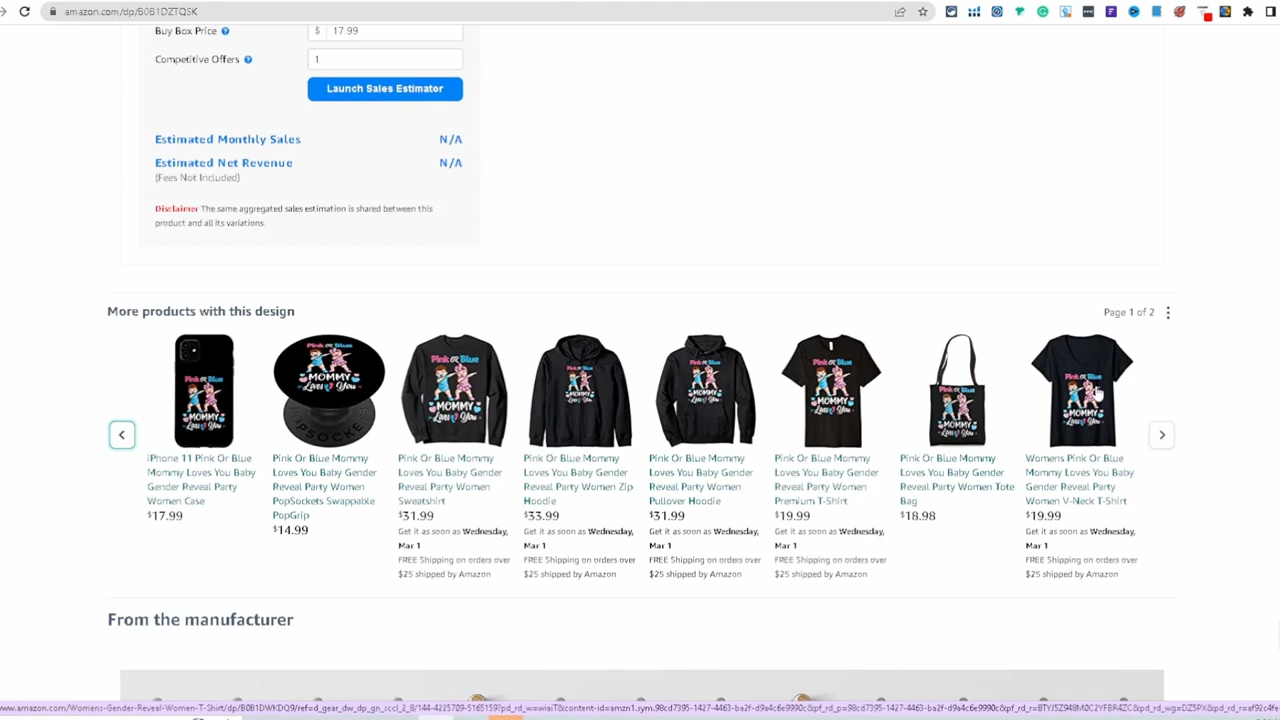 amazon.com/dp/B0B1DZTQSK
Buy Box Price
$ 17.99
Competitive Offers
1
Launch Sales Estimator
Estimated Monthly Sales N/A
Estimated Net Revenue N/A
(Fees Not Included)
Disclaimer The same aggregated sales estimation is shared between this
product and all its variations.
More products with this design
Page 1 of 2
iPhone 11 Pink Or Blue
Mommy Loves You Baby
Gender Reveal Party
Women Case
$17.99
Pink Or Blue Mommy
Loves You Baby Gender
Reveal Party Women
PopSockets Swappable
PopGrip
$14.99
Pink Or Blue Mommy
Loves You Baby Gender
Reveal Party Women
Sweatshirt
$31.99
Get it as soon as Wednesday,
Mar 1
FREE Shipping on orders over
$25 shipped by Amazon
Pink Or Blue Mommy
Loves You Baby Gender
Reveal Party Women Zip
Hoodie
$33.99
Get it as soon as Wednesday,
Mar 1
FREE Shipping on orders over
$25 shipped by Amazon
Pink Or Blue Mommy
Loves You Baby Gender
Reveal Party Women
Pullover Hoodie
$31.99
Get it as soon as Wednesday,
Mar 1
FREE Shipping on orders over
$25 shipped by Amazon
Pink Or Blue Mommy
Loves You Baby Gender
Reveal Party Women
Premium T-Shirt
$19.99
Get it as soon as Wednesday,
Mar 1
FREE Shipping on orders over
$25 shipped by Amazon
Pink Or Blue Mommy
Loves You Baby Gender
Reveal Party Women Tote
Bag
$18.98
Womens Pink Or Blue
Mommy Loves You Baby
Gender Reveal Party
Women V-Neck T-Shirt
$19.99
Get it as soon as Wednesday,
Mar 1
FREE Shipping on orders over
$25 shipped by Amazon
From the manufacturer